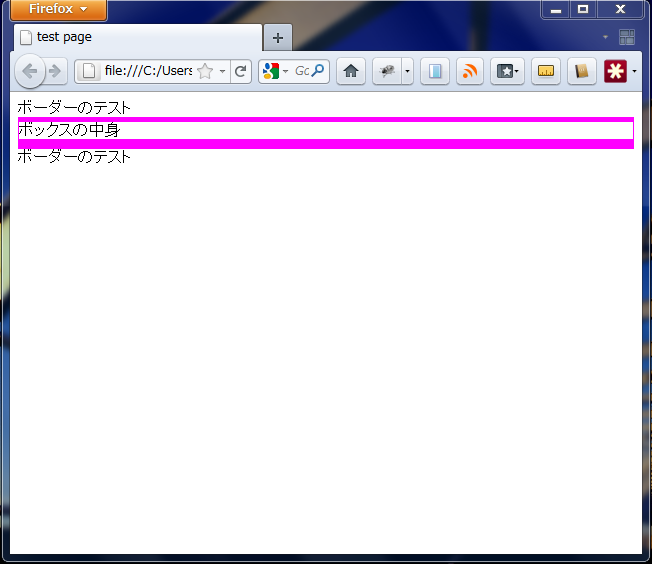 Firefox
test page
file:///C:/Users
Go
ボーダーのテスト
ボックスの中身
ボーダーのテスト